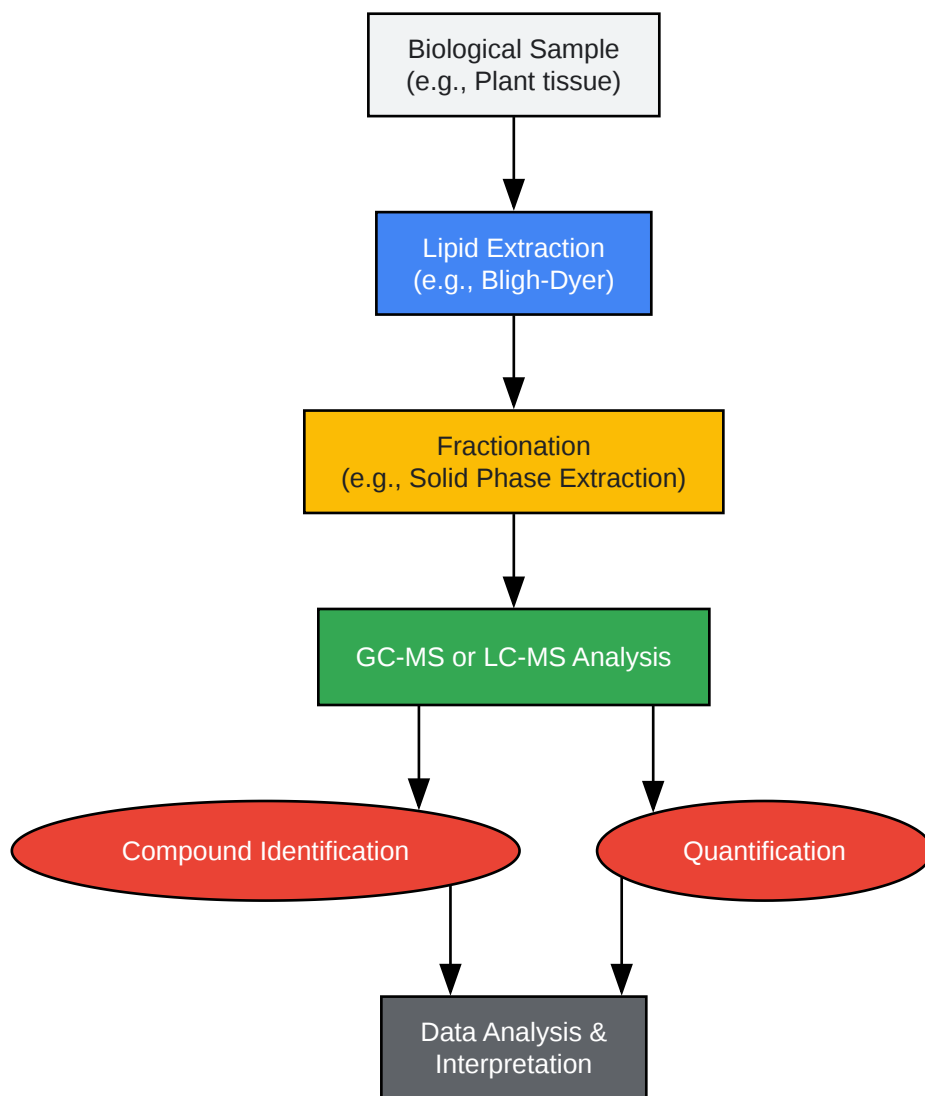 Biological Sample
(e.g., Plant tissue)
Lipid Extraction
(e.g., Bligh-Dyer)
Fractionation
(e.g., Solid Phase Extraction)
GC-MS or LC-MS Analysis
Compound Identification
Quantification
Data Analysis &
Interpretation